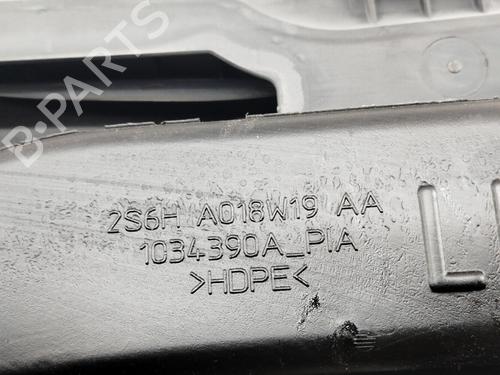 B-PARTS
2S6H A018W19 AA
1034390A_PIA
>HDPE<